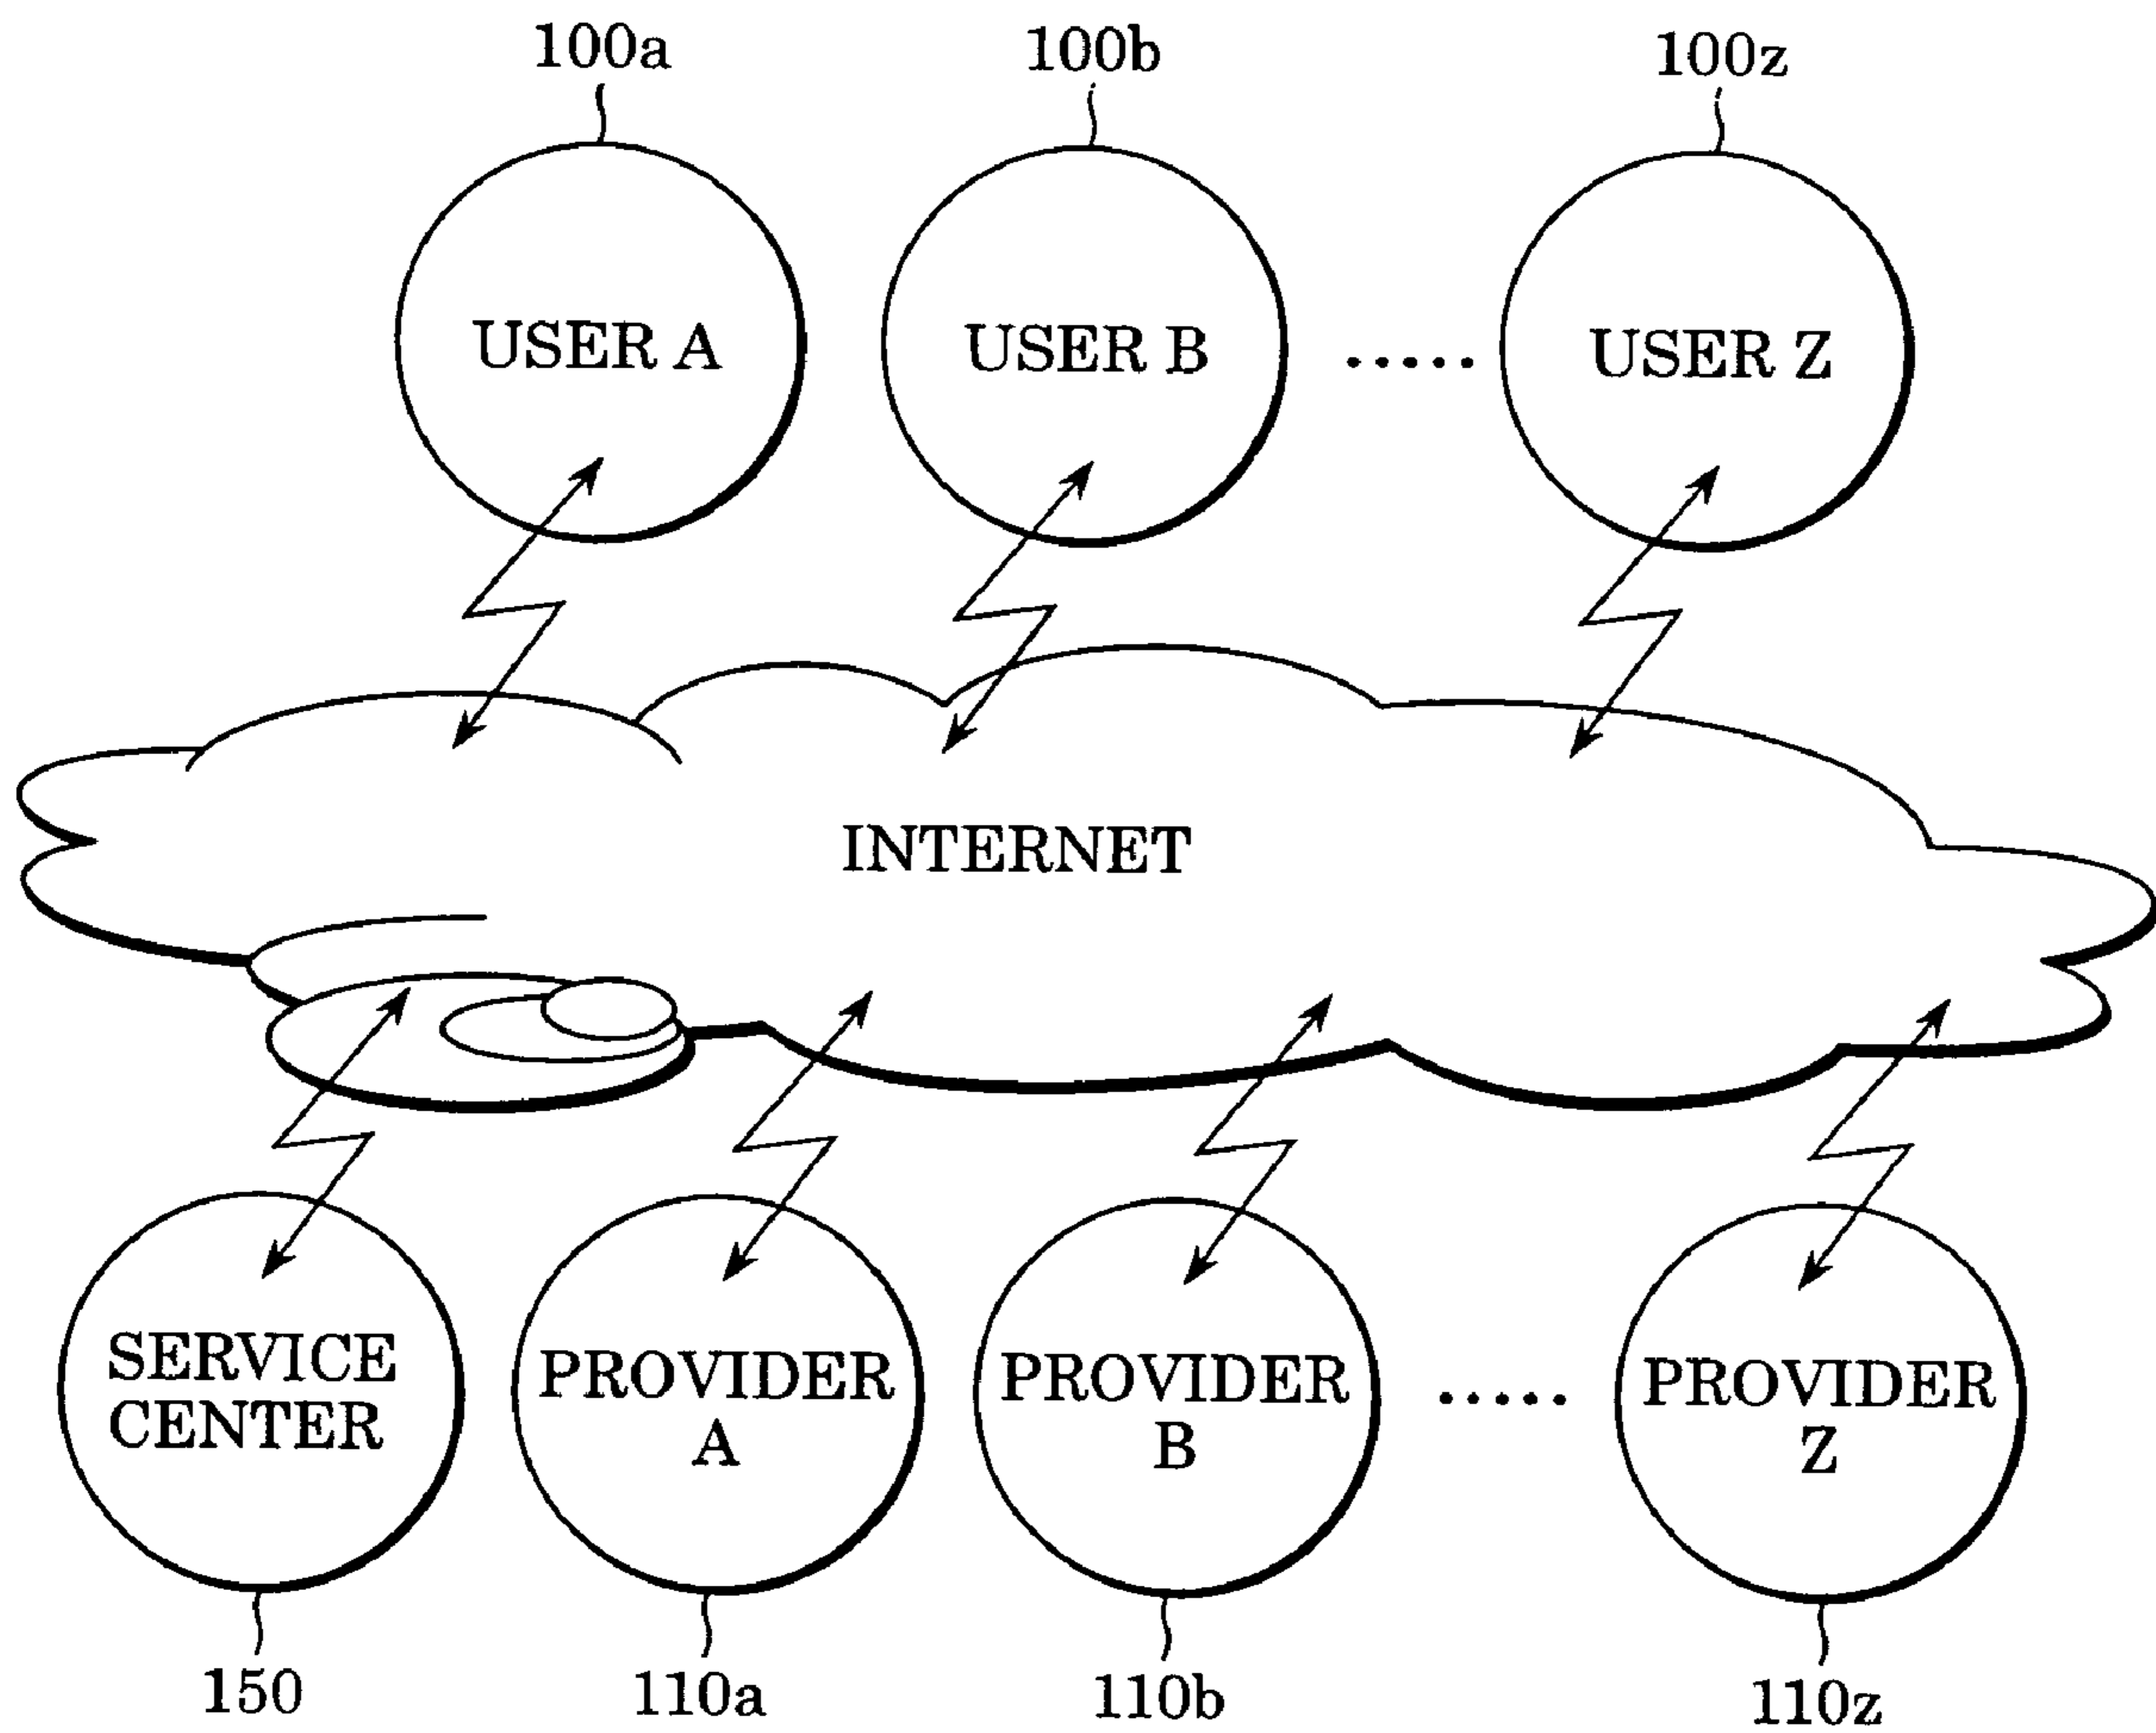 100a
100b
100z
USER A
USER B
.....
USER Z
INTERNET
SERVICE
CENTER
PROVIDER
A
PROVIDER
B
.....
PROVIDER
Z
150
110a
110b
110z